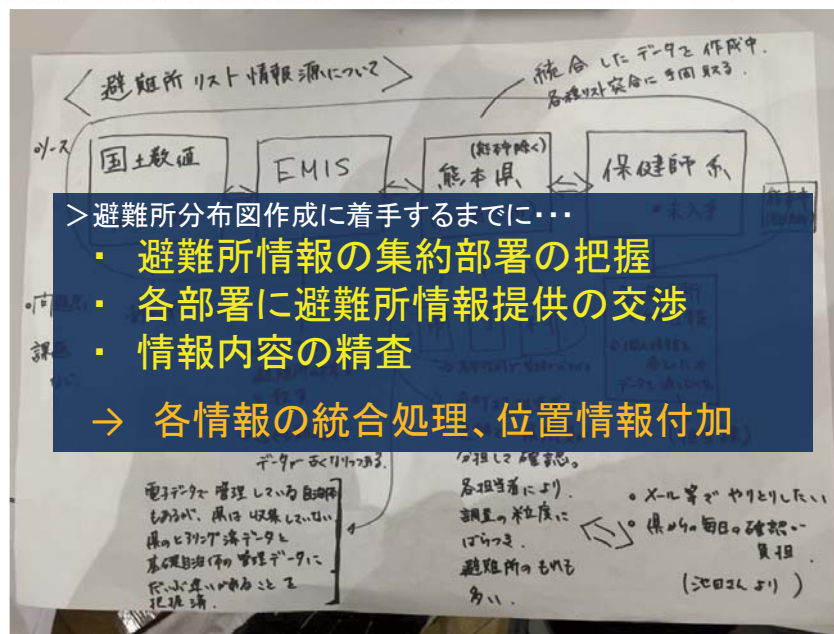 <避難所リスト情報源について>
統合したデータを作成中.
各種リスト突合に手間取る.
ソース
国土数値
EMIS
(熊本市除く)
熊本県
保健師系
・未入手
>避難所分布図作成に着手するまでに・・・
・ 避難所情報の集約部署の把握
・ 各部署に避難所情報提供の交渉
・ 情報内容の精査
→ 各情報の統合処理、位置情報付加
課題
データが古くなりつつある.
分担して確認。
電子データで管理している自治体
もあるが、県は収集していない
県のヒアリング済データと
基礎自治体の管理データに
だいぶ違いがあることを
把握済.
各担当者により.
調査の粒度に
ばらつき.
避難所のもれも
多い.
• メール等でやりとりしたい
• 県からの毎日の確認が
負担.
(池田さんより)